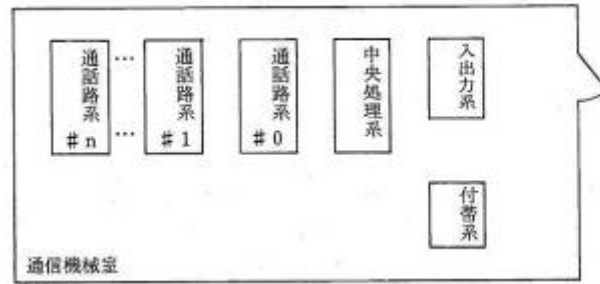 通話路系
#n
…
…
通話路系
#1
通話路系
#0
中央処理系
入出力系
付帯系
通信機械室